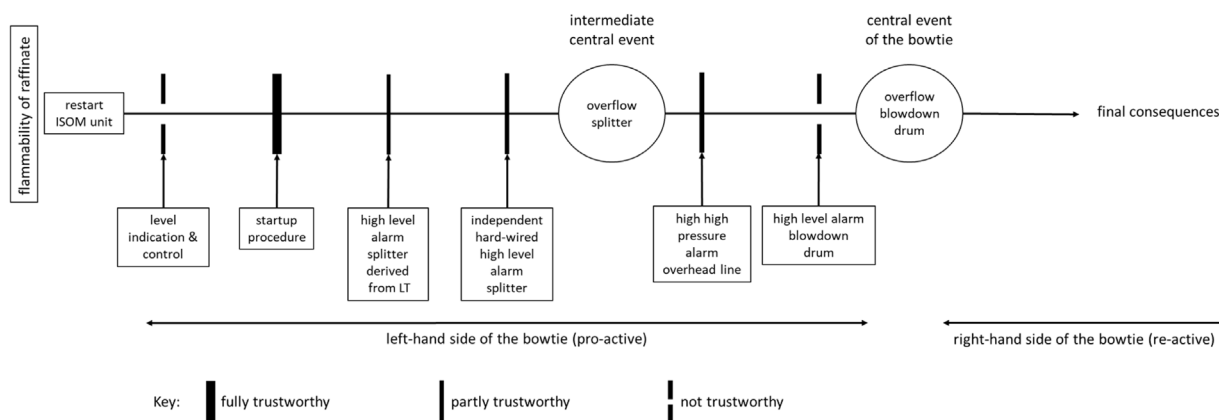 flammability of raffinate
restart
ISOM unit
intermediate
central event
overflow
splitter
central event
of the bowtie
overflow
blowdown
drum
final consequences
level
indication &
control
startup
procedure
high level
alarm
splitter
derived
from LT
independent
hard-wired
high level
alarm
splitter
high high
pressure
alarm
overhead line
high level alarm
blowdown
drum
left-hand side of the bowtie (pro-active)
right-hand side of the bowtie (re-active)
Key:
fully trustworthy
partly trustworthy
not trustworthy